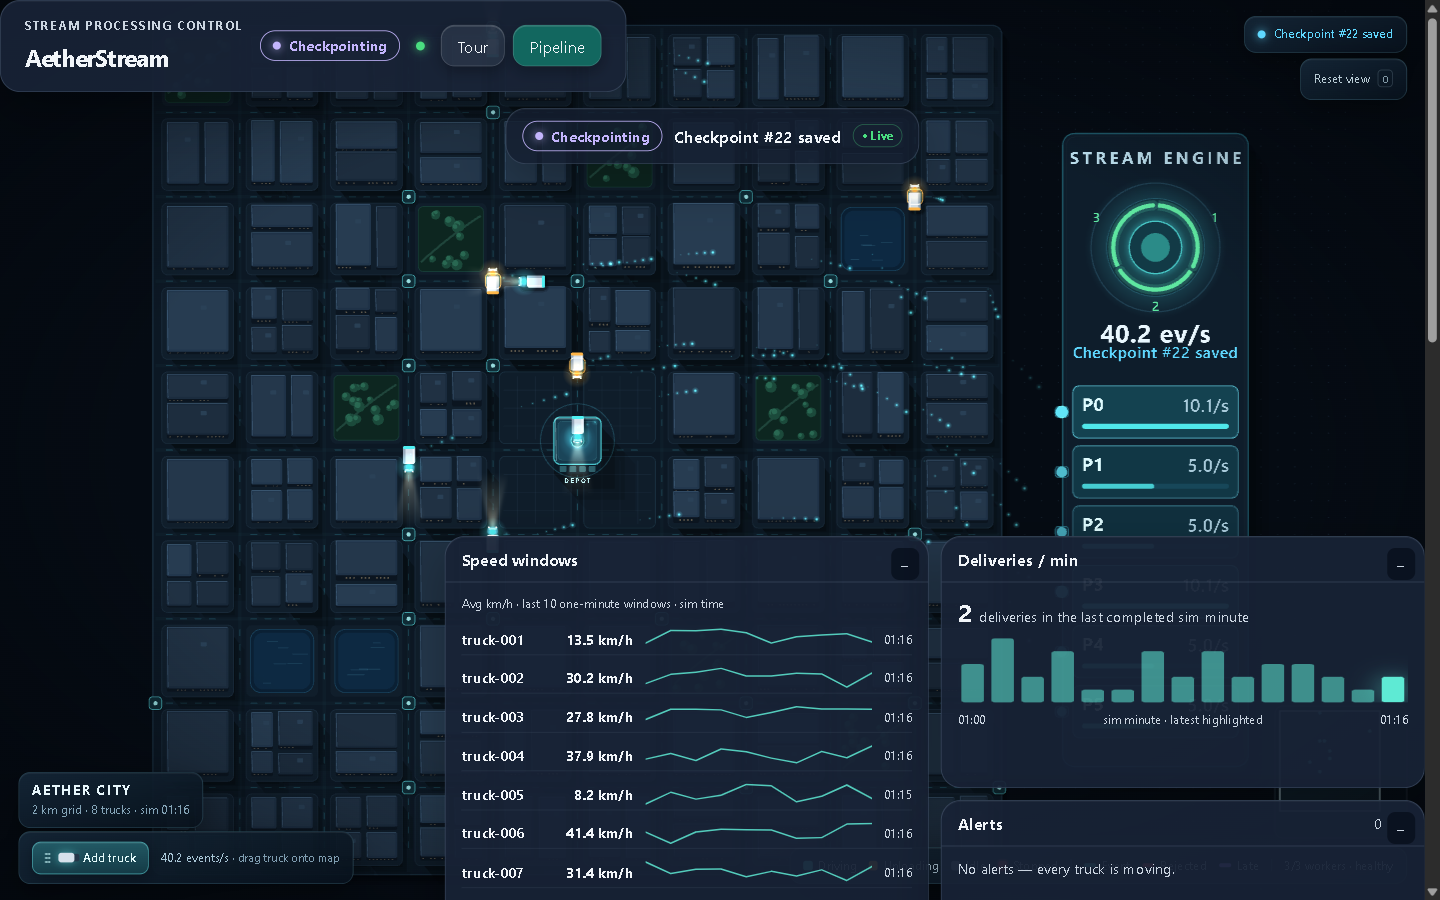 STREAM PROCESSING CONTROL
AetherStream
Checkpointing
Tour
Pipeline
Checkpoint #22 saved
Reset view 0
Checkpointing Checkpoint #22 saved • Live
STREAM ENGINE
3 1
2
40.2 ev/s
Checkpoint #22 saved
P0 10.1/s
P1 5.0/s
P2 5.0/s
P3 10.1/s
P4 5.0/s
DEPOT
Speed windows –
Avg km/h · last 10 one-minute windows · sim time
truck-001 13.5 km/h 01:16
truck-002 30.2 km/h 01:16
truck-003 27.8 km/h 01:16
truck-004 37.9 km/h 01:16
truck-005 8.2 km/h 01:15
truck-006 41.4 km/h 01:16
truck-007 31.4 km/h 01:16
Deliveries / min –
2 deliveries in the last completed sim minute
01:00 sim minute · latest highlighted 01:16
Alerts 0 –
No alerts — every truck is moving.
AETHER CITY
2 km grid · 8 trucks · sim 01:16
Add truck 40.2 events/s · drag truck onto map